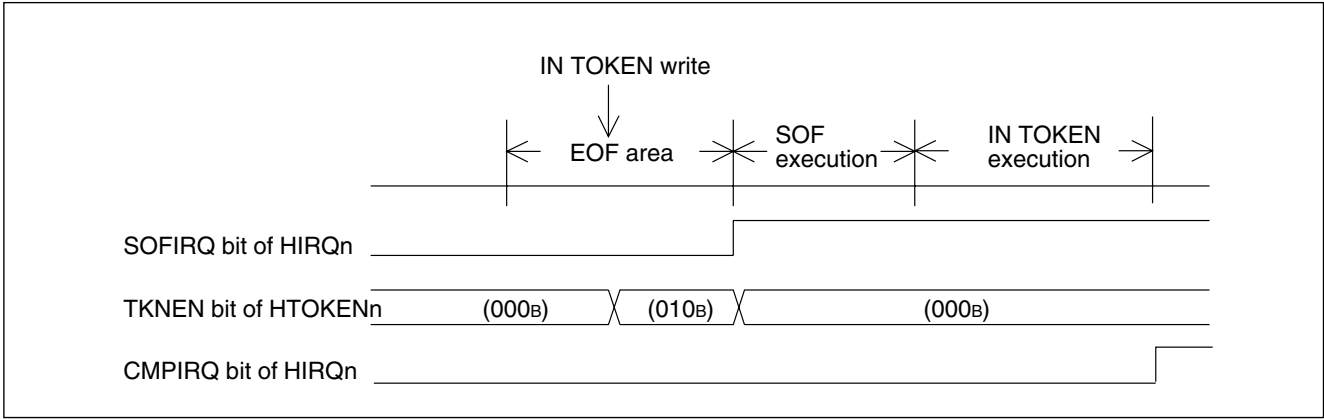 IN TOKEN write
EOF area
SOF
execution
IN TOKEN
execution
SOFIRQ bit of HIRQn
TKNEN bit of HTOKENn
(000B)
(010B)
(000B)
CMPIRQ bit of HIRQn